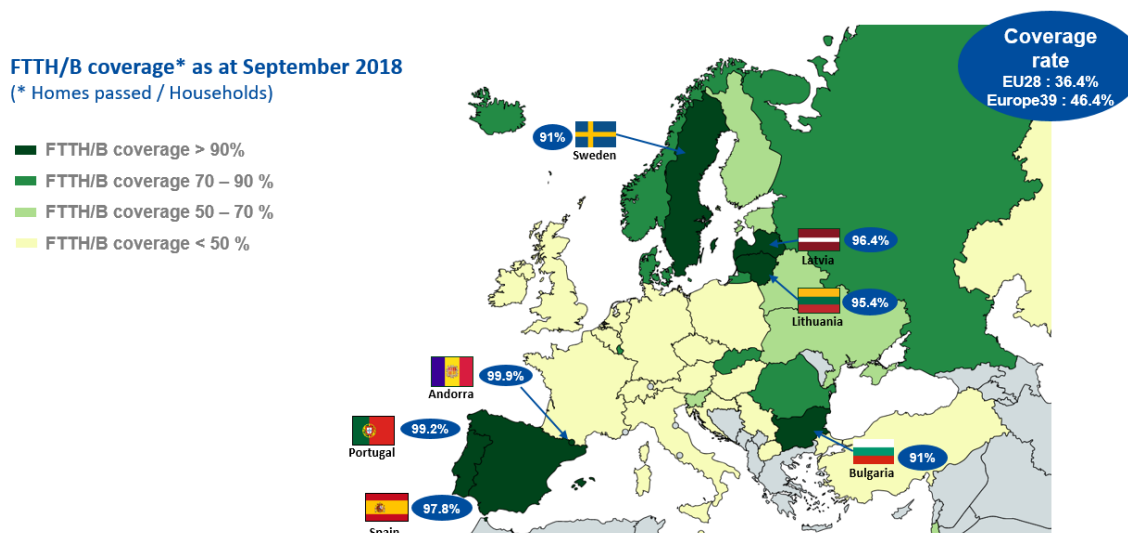 FTTH/B coverage* as at September 2018
(* Homes passed / Households)
FTTH/B coverage > 90%
FTTH/B coverage 70 – 90 %
FTTH/B coverage 50 – 70 %
FTTH/B coverage < 50 %
Coverage
rate
EU28 : 36.4%
Europe39 : 46.4%
91%
Sweden
96.4%
Latvia
95.4%
Lithuania
99.9%
Andorra
99.2%
Portugal
91%
Bulgaria
97.8%
Spain